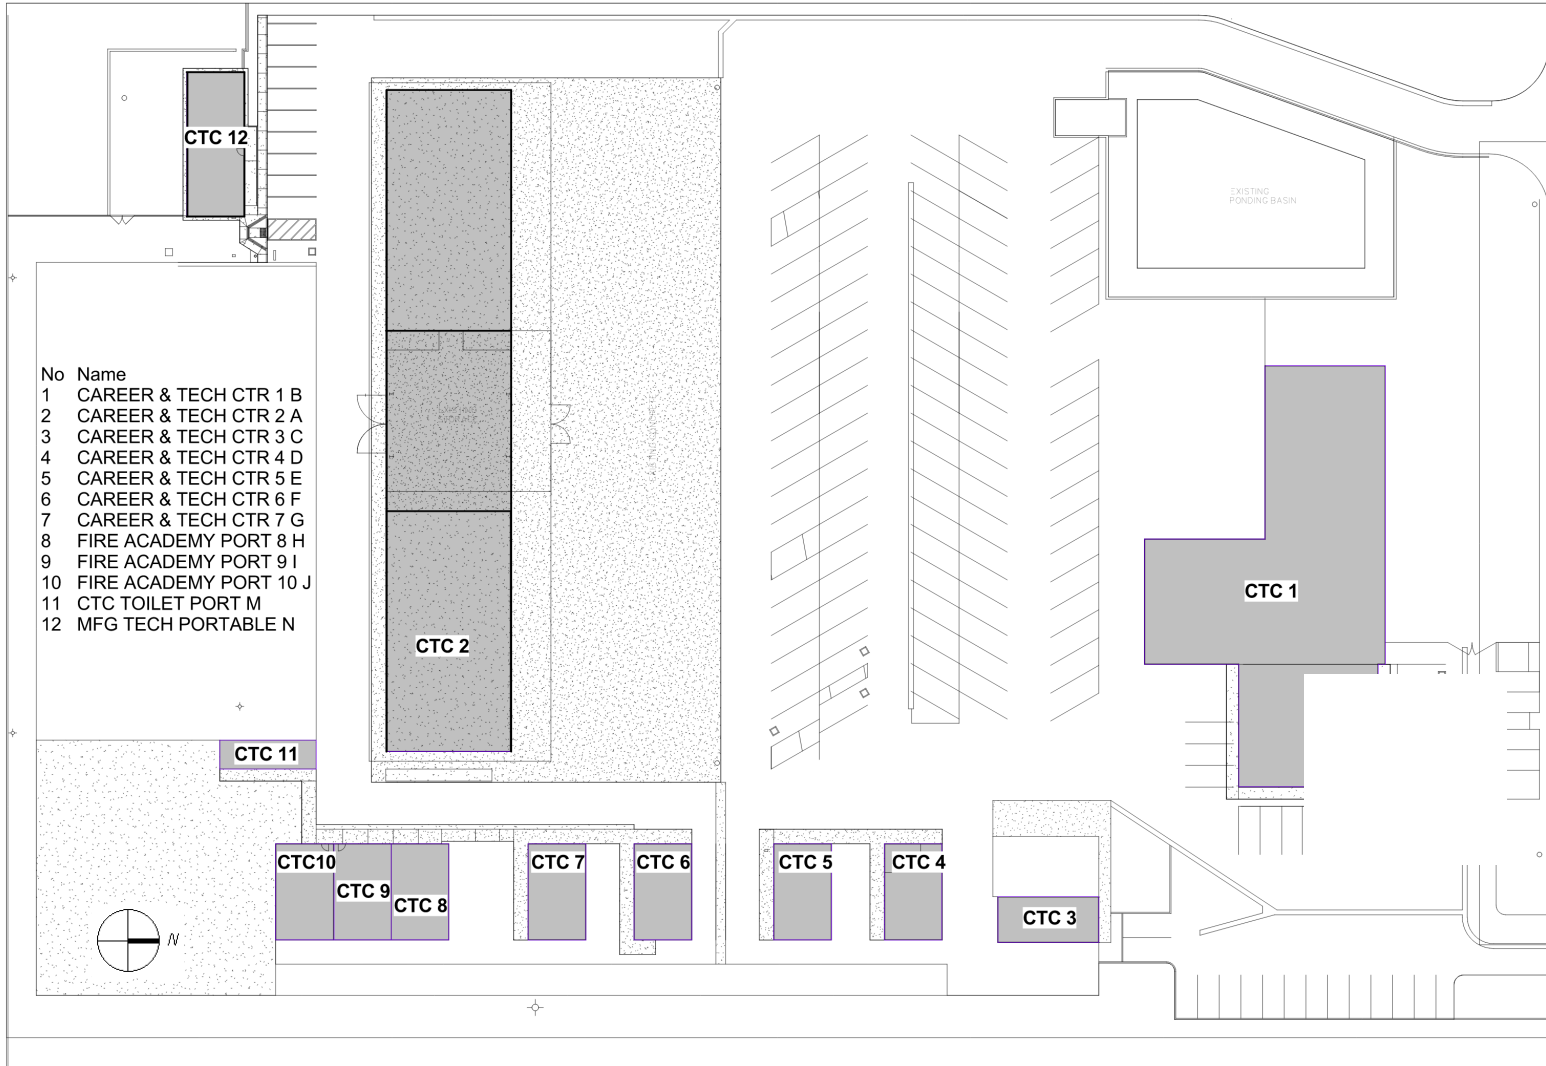 CTC 12
EXISTING
PONDING BASIN
No Name
1 CAREER & TECH CTR 1 B
2 CAREER & TECH CTR 2 A
3 CAREER & TECH CTR 3 C
4 CAREER & TECH CTR 4 D
5 CAREER & TECH CTR 5 E
6 CAREER & TECH CTR 6 F
7 CAREER & TECH CTR 7 G
8 FIRE ACADEMY PORT 8 H
9 FIRE ACADEMY PORT 9 I
10 FIRE ACADEMY PORT 10 J
11 CTC TOILET PORT M
12 MFG TECH PORTABLE N
CTC 1
CTC 2
CTC 11
CTC10
CTC 9
CTC 8
CTC 7
CTC 6
CTC 5
CTC 4
CTC 3
N